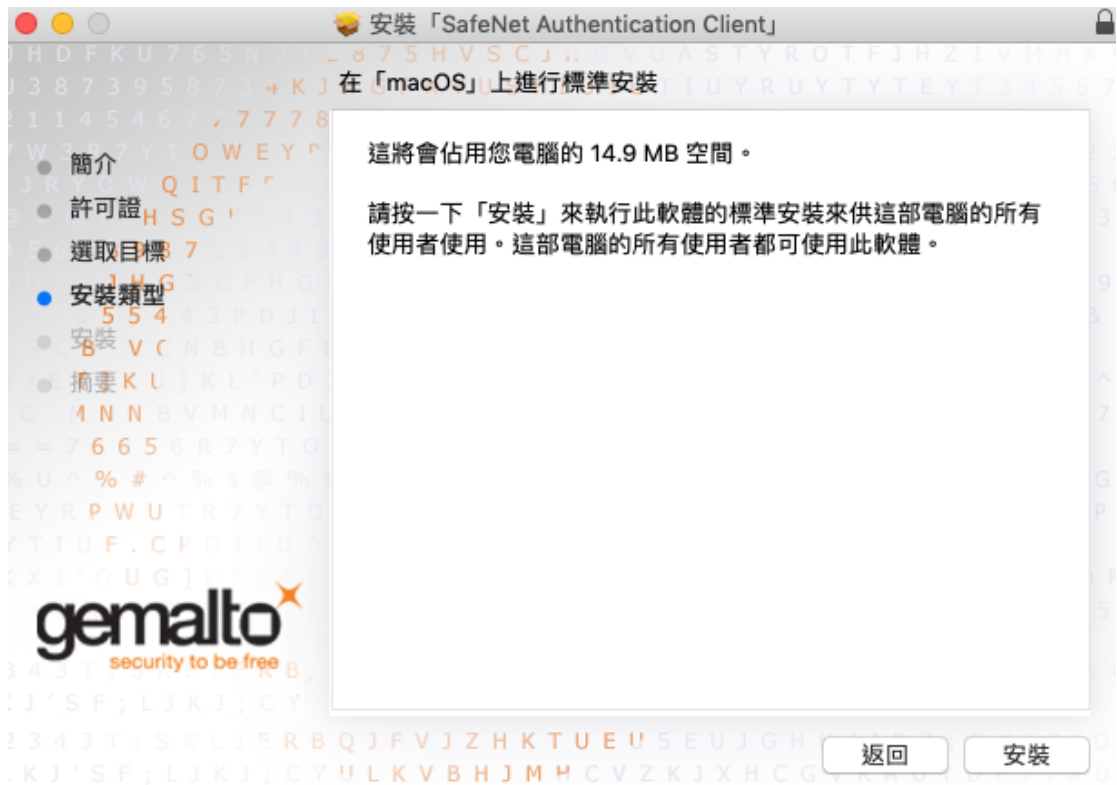 安裝「SafeNet Authentication Client」
在「macOS」上進行標準安裝
簡介
許可證
選取目標
安裝類型
安裝
摘要
這將會佔用您電腦的 14.9 MB 空間。
請按一下「安裝」來執行此軟體的標準安裝來供這部電腦的所有
使用者使用。這部電腦的所有使用者都可使用此軟體。
gemalto
security to be free
返回
安裝